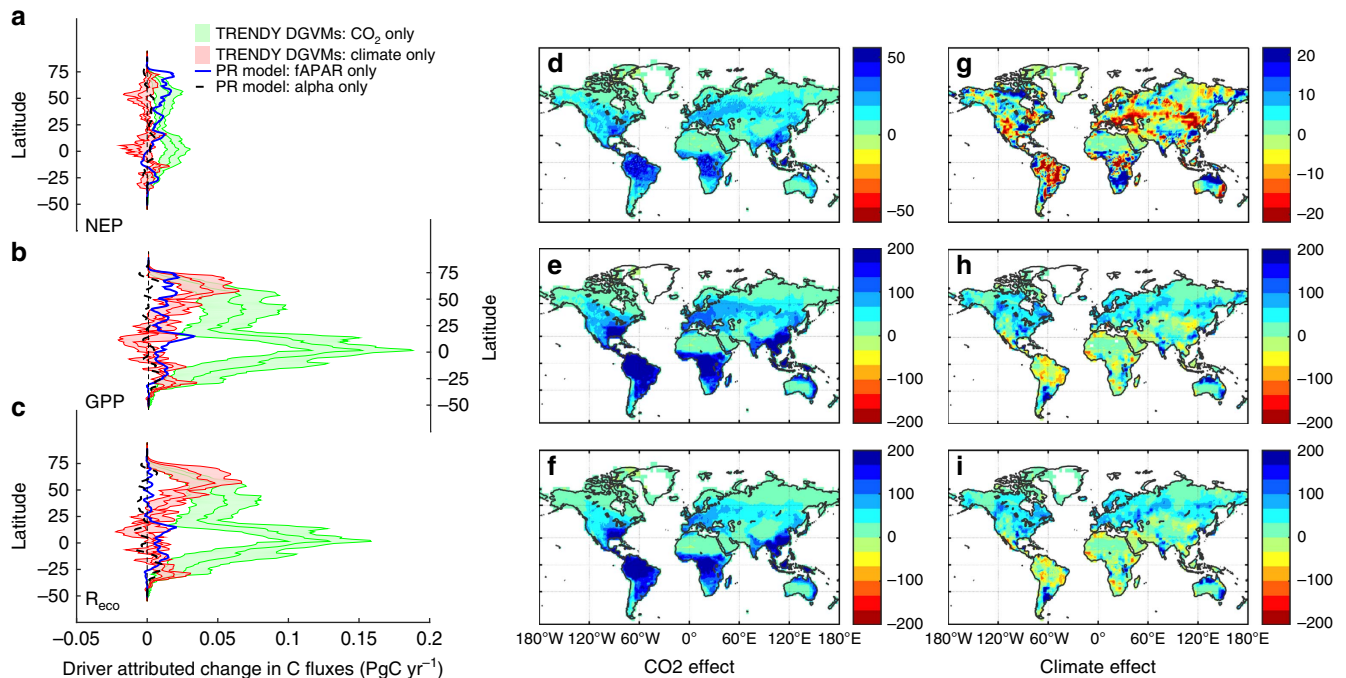 a
TRENDY DGVMs: CO2 only
TRENDY DGVMs: climate only
PR model: fAPAR only
PR model: alpha only
75
50
25
0
−25
−50
Latitude
NEP
b
75
50
25
0
−25
−50
Latitude
GPP
c
75
50
25
0
−25
−50
Latitude
Reco
−0.05
0
0.05
0.1
0.15
0.2
Driver attributed change in C fluxes (PgC yr−1)
d
50
0
−50
e
200
100
0
−100
−200
f
200
100
0
−100
−200
180°W
120°W
60°W
0°
60°E
120°E
180°E
CO2 effect
g
20
10
0
−10
−20
h
200
100
0
−100
−200
i
200
100
0
−100
−200
180°W
120°W
60°W
0°
60°E
120°E
180°E
Climate effect